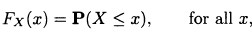 F_X(x) = P(X ≤ x),    for all x,